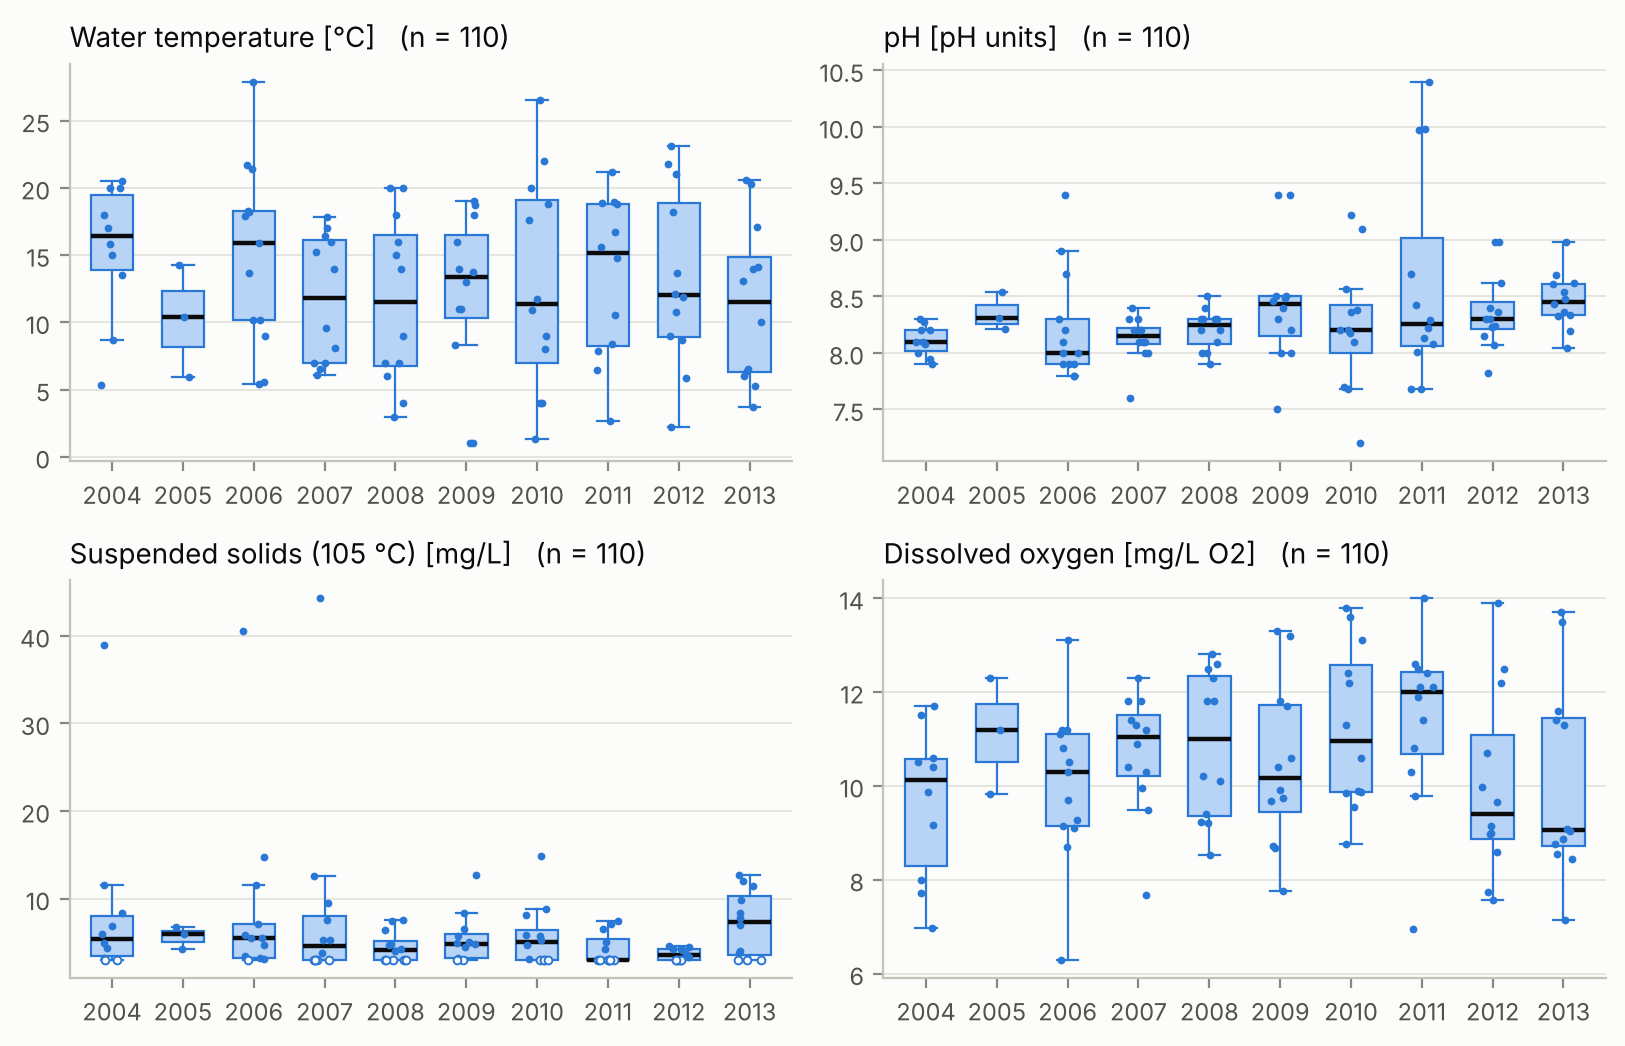 Water temperature [°C] (n = 110)
25
20
15
10
5
0
2004 2005 2006 2007 2008 2009 2010 2011 2012 2013
pH [pH units] (n = 110)
10.5
10.0
9.5
9.0
8.5
8.0
7.5
2004 2005 2006 2007 2008 2009 2010 2011 2012 2013
Suspended solids (105 °C) [mg/L] (n = 110)
40
30
20
10
2004 2005 2006 2007 2008 2009 2010 2011 2012 2013
Dissolved oxygen [mg/L O2] (n = 110)
14
12
10
8
6
2004 2005 2006 2007 2008 2009 2010 2011 2012 2013